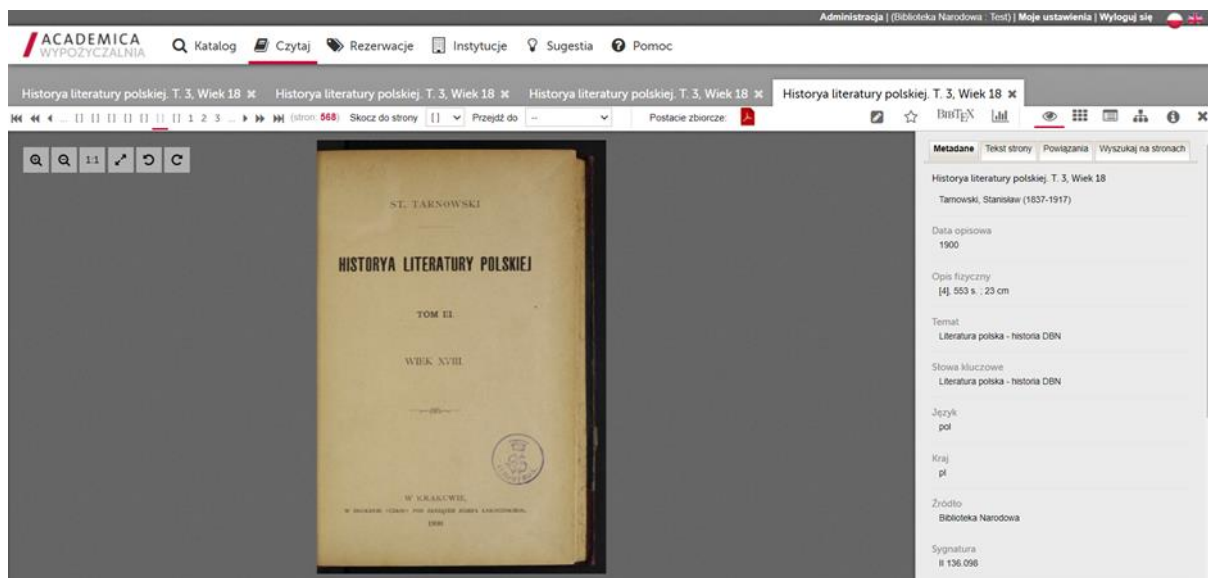 Administracja | (Biblioteka Narodowa : Test) | Moje ustawienia | Wyloguj się
ACADEMICA
WYPOŻYCZALNIA
Katalog Czytaj Rezerwacje Instytucje Sugestia Pomoc
Historya literatury polskiej. T. 3, Wiek 18 × Historya literatury polskiej. T. 3, Wiek 18 × Historya literatury polskiej. T. 3, Wiek 18 × Historya literatury polskiej. T. 3, Wiek 18 ×
... [] [] [] [] [] [] [] 1 2 3 ... (stron: 568) Skocz do strony [ ] Przejdź do -- Postacie zbiorcze: BIBTEX
1:1
Metadane Tekst strony Powiązania Wyszukaj na stronach
Historya literatury polskiej. T. 3, Wiek 18
Tarnowski, Stanisław (1837-1917)
Data opisowa
1900
Opis fizyczny
[4], 553 s. ; 23 cm
Temat
Literatura polska - historia DBN
Słowa kluczowe
Literatura polska - historia DBN
Język
pol
Kraj
pl
Źródło
Biblioteka Narodowa
Sygnatura
II 136.098
ST. TARNOWSKI
HISTORYA LITERATURY POLSKIEJ
TOM III.
WIEK XVIII.
W KRAKOWIE,
1900